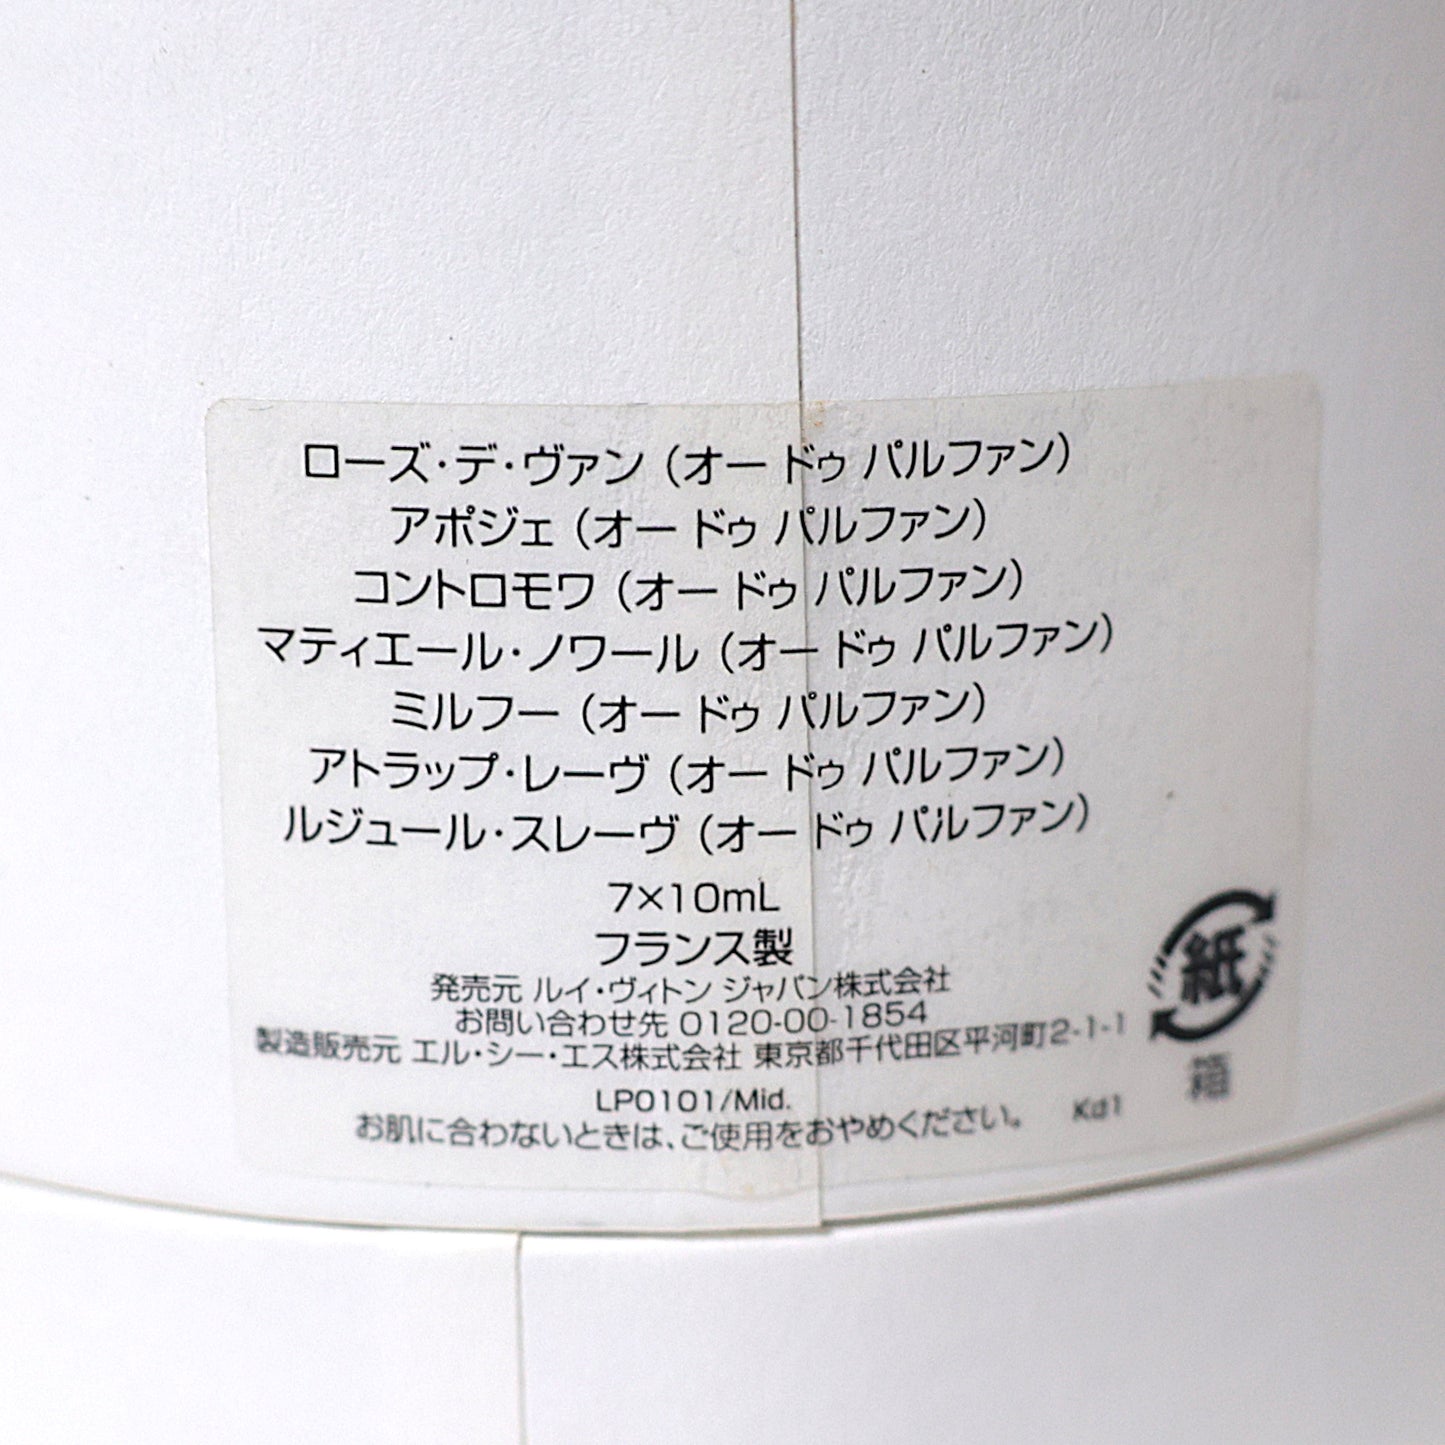 ローズ・デ・ヴァン (オー ドゥ パルファン)
アポジェ (オー ドゥ パルファン)
コントロモワ (オー ドゥ パルファン)
マティエール・ノワール (オー ドゥ パルファン)
ミルフー (オー ドゥ パルファン)
アトラップ・レーヴ (オー ドゥ パルファン)
ルジュール・スレーヴ (オー ドゥ パルファン)
7×10mL
フランス製
発売元 ルイ・ヴィトン ジャパン株式会社
お問い合わせ先 0120-00-1854
製造販売元 エル・シー・エス株式会社 東京都千代田区平河町2-1-1
LP0101/Mid.
お肌に合わないときは、ご使用をおやめください。 Kd1
紙
箱